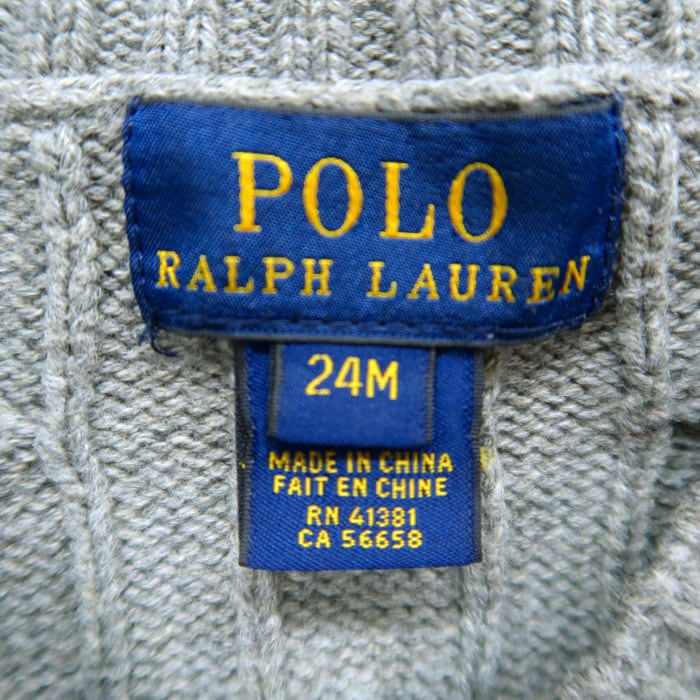 POLO
RALPH LAUREN
24M
MADE IN CHINA
FAIT EN CHINE
RN 41381
CA 56658